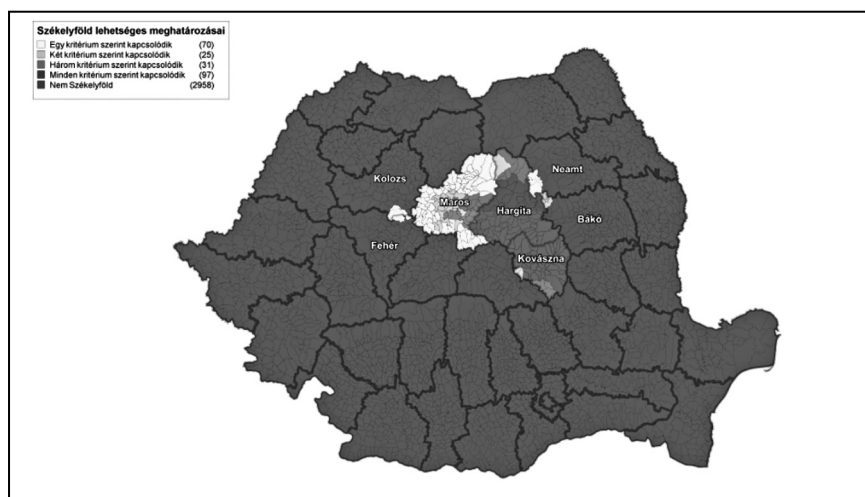 Székelyföld lehetséges meghatározásai
Egy kritérium szerint kapcsolódik (70)
Két kritérium szerint kapcsolódik (25)
Három kritérium szerint kapcsolódik (31)
Minden kritérium szerint kapcsolódik (97)
Nem Székelyföld (2958)
Kolozs
Neamt
Maros
Hargita
Bákó
Fehér
Kovászna